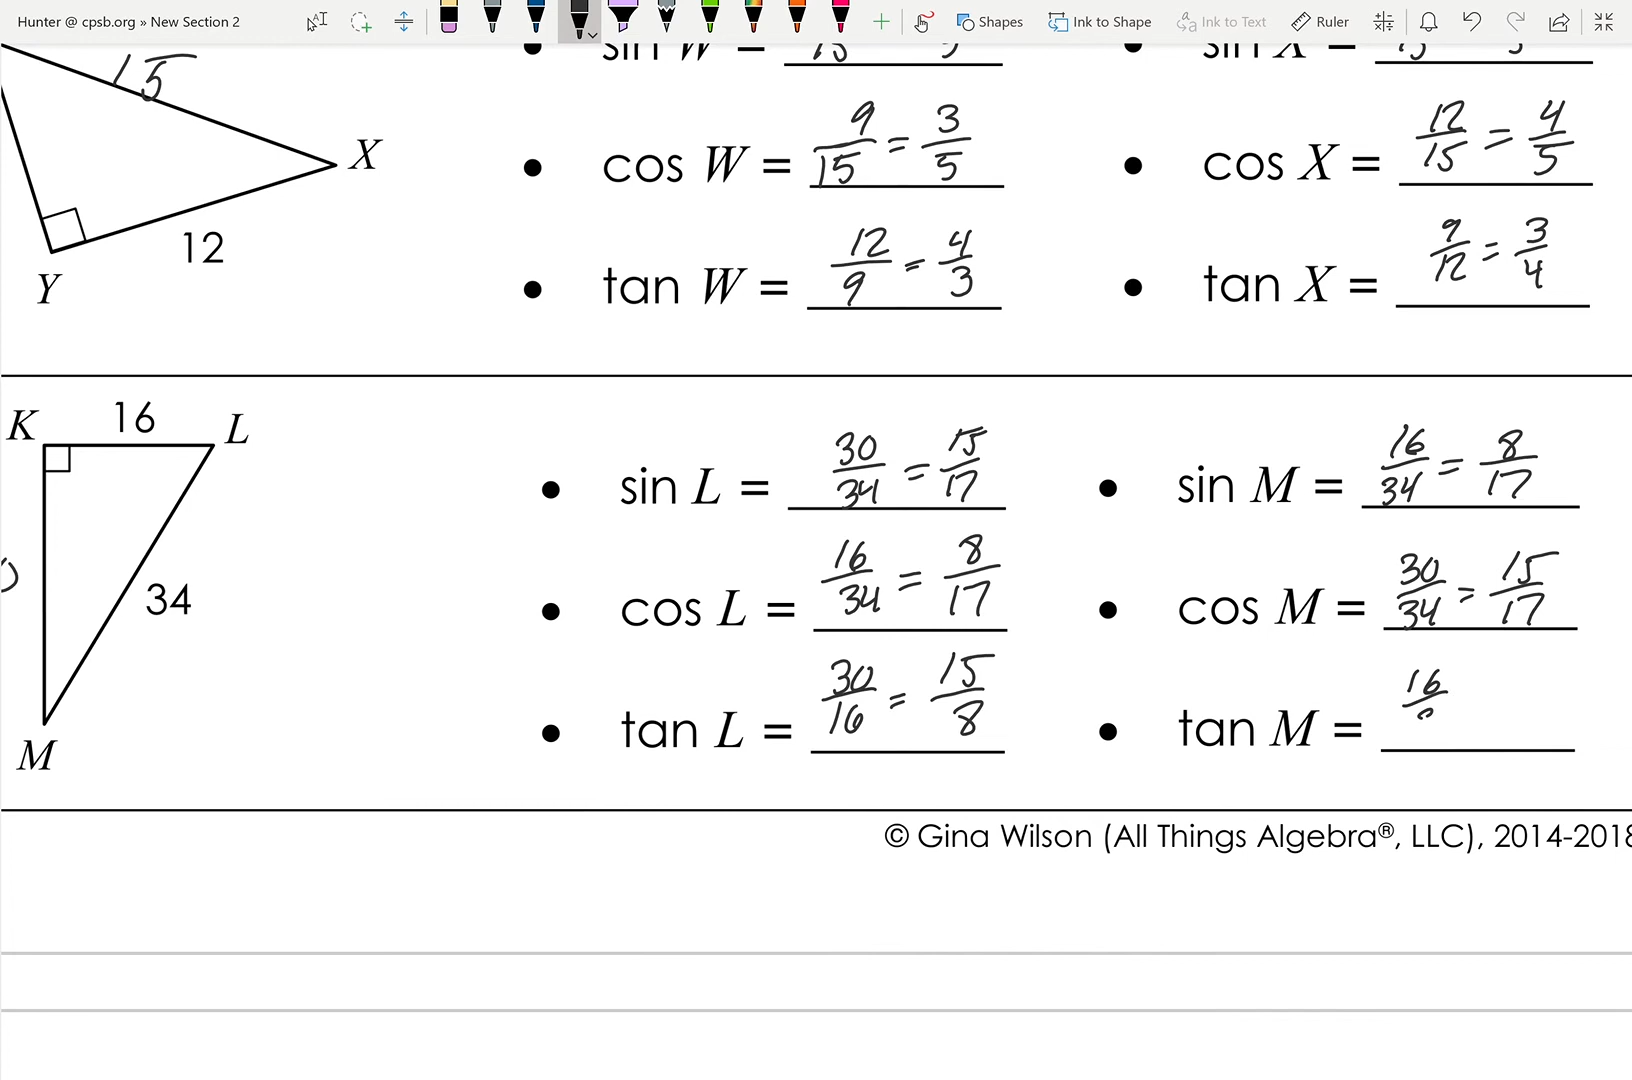 Hunter @ cpsb.org » New Section 2
Shapes
Ink to Shape
Ink to Text
Ruler
15
X
12
Y
sin W =
sin X =
cos W = 9/15 = 3/5
cos X = 12/15 = 4/5
tan W = 12/9 = 4/3
tan X = 9/12 = 3/4
K 16 L
34
M
sin L = 30/34 = 15/17
sin M = 16/34 = 8/17
cos L = 16/34 = 8/17
cos M = 30/34 = 15/17
tan L = 30/16 = 15/8
tan M = 16/
© Gina Wilson (All Things Algebra®, LLC), 2014-2018